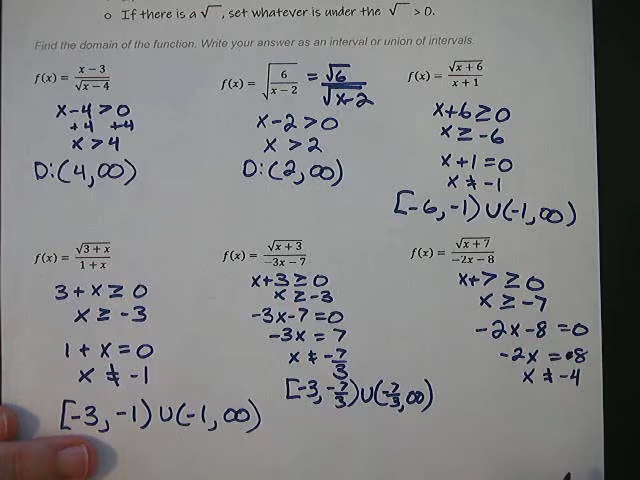 o If there is a √ , set whatever is under the √ > 0.
Find the domain of the function. Write your answer as an interval or union of intervals.
f(x) = x − 3 / √x − 4
x − 4 > 0
+4 +4
x > 4
D: (4, ∞)
f(x) = √6 / x − 2 = √6 / √x−2
x − 2 > 0
x > 2
D: (2, ∞)
f(x) = √x + 6 / x + 1
x+6 ≥ 0
x ≥ −6
x + 1 = 0
x ≠ −1
[−6, −1) U (−1, ∞)
f(x) = √3 + x / 1 + x
3 + x ≥ 0
x ≥ −3
1 + x = 0
x ≠ −1
[−3, −1) U (−1, ∞)
f(x) = √x + 3 / −3x − 7
x+3 ≥ 0
x ≥ −3
−3x − 7 = 0
−3x = 7
x ≠ −7/3
[−3, −7/3) U (−7/3, ∞)
f(x) = √x + 7 / −2x − 8
x+7 ≥ 0
x ≥ −7
−2x − 8 = 0
−2x = 8
x ≠ −4